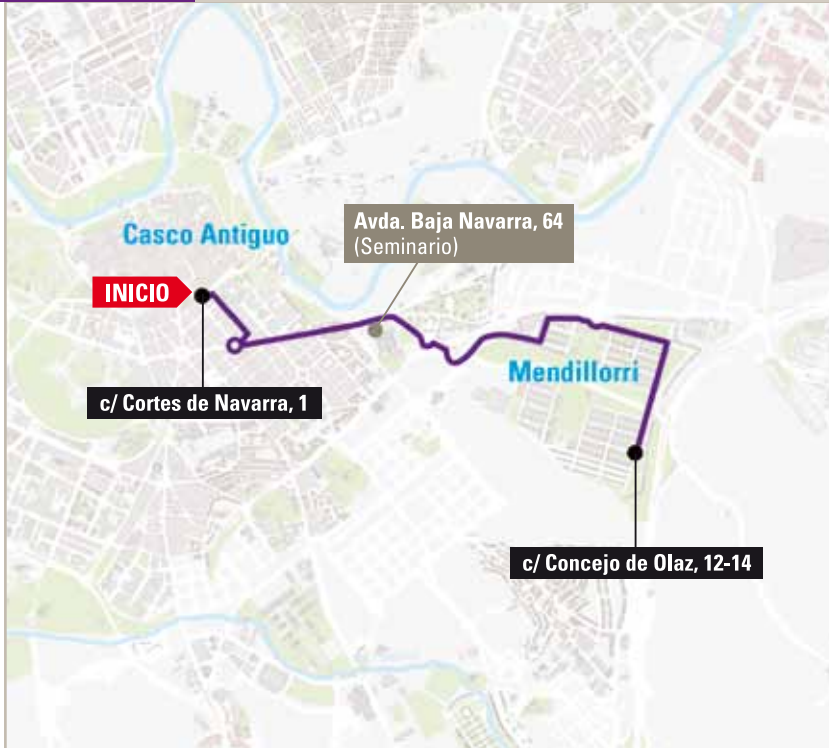 Casco Antiguo
Avda. Baja Navarra, 64
(Seminario)
INICIO
Mendillorri
c/ Cortes de Navarra, 1
c/ Concejo de Olaz, 12-14